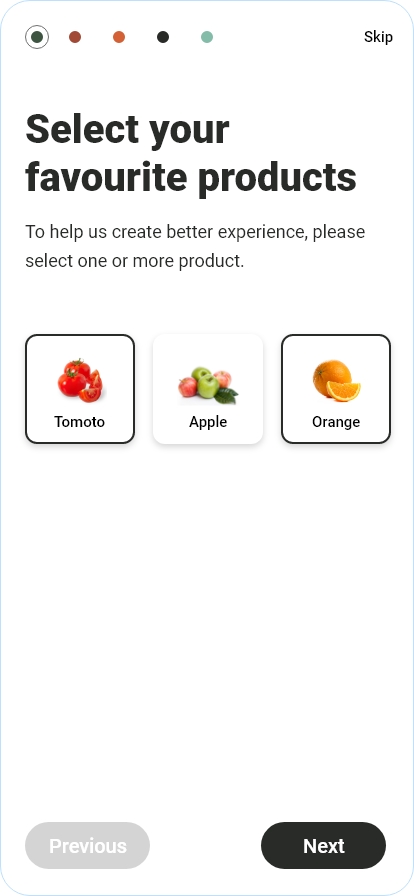 Skip
Select your
favourite products
To help us create better experience, please
select one or more product.
Tomoto
Apple
Orange
Previous
Next